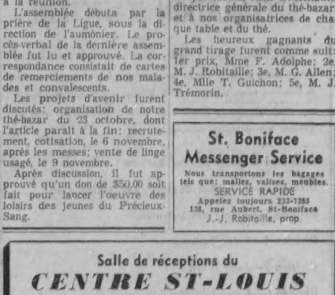 à la réunion.
L'assemblée débuta par la
prière de la Ligue, sous la di-
rection de l'aumônier. Le pro-
cès-verbal de la dernière assem-
blée fut lu et approuvé. La cor-
respondance consistait de cartes
de remerciements de nos mala-
des et convalescents.
Les projets d'avenir furent
discutés: organisation de notre
thé-bazar du 23 octobre, dont
l'article paraît à la fin: recrute-
ment, cotisation, le 6 novembre,
après les messes; vente de linge
usagé, le 9 novembre.
Après discussion, il fut ap-
prouvé qu'un don de $50.00 soit
fait pour lancer l'oeuvre des
loisirs des jeunes du Précieux-
Sang.
directrice générale du thé-bazar
et à nos organisatrices de cha-
que table et du thé.
Les heureux gagnants du
grand tirage furent comme suit:
1er prix, Mme F. Adolphe; 2e,
M. J. Robitaille; 3e, M. G. Allen;
4e, Mlle T. Guichon; 5e, M. J.
Trémorin.
St. Boniface
Messenger Service
Nous transportons les bagages
tels que: malles, valises, meubles.
SERVICE RAPIDE
Appelez toujours 233-7285
138, rue Aubert, St-Boniface
J.-J. Robitaille, prop.
Salle de réceptions du
CENTRE ST-LOUIS